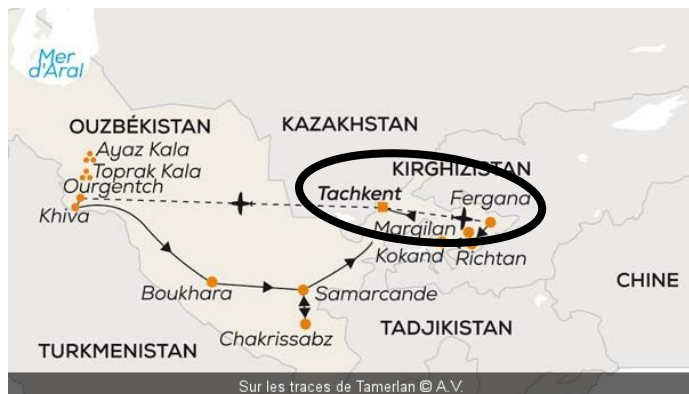 Mer
d'Aral
OUZBÉKISTAN
KAZAKHSTAN
Ayaz Kala
Toprak Kala
KIRGHIZISTAN
Ourgentch
Tachkent
Fergana
Khiva
Margilan
Kokand
Richtan
CHINE
Boukhara
Samarcande
Chakrissabz
TADJIKISTAN
TURKMENISTAN
Sur les traces de Tamerlan © A.V.